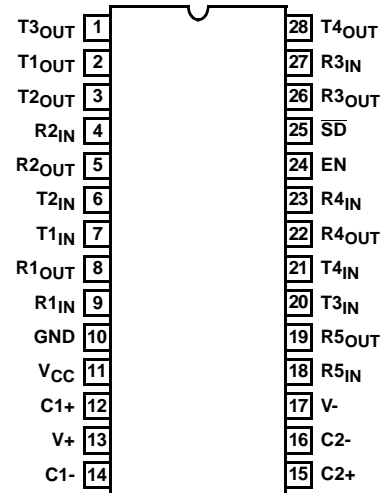 T3OUT 1 28 T4OUT
T1OUT 2 27 R3IN
T2OUT 3 26 R3OUT
R2IN 4 25 S̅D̅
R2OUT 5 24 EN
T2IN 6 23 R4IN
T1IN 7 22 R4OUT
R1OUT 8 21 T4IN
R1IN 9 20 T3IN
GND 10 19 R5OUT
VCC 11 18 R5IN
C1+ 12 17 V-
V+ 13 16 C2-
C1- 14 15 C2+